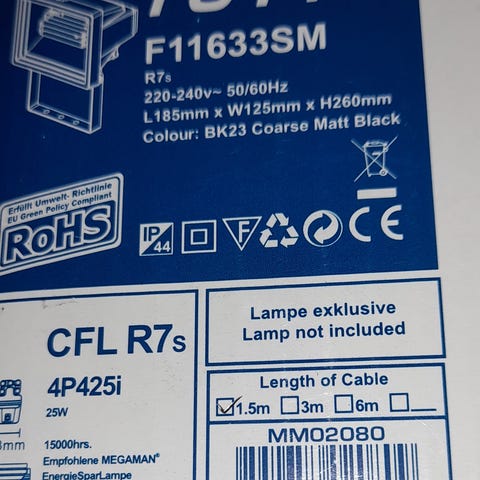 F11633SM
R7s
220-240v~ 50/60Hz
L185mm x W125mm x H260mm
Colour: BK23 Coarse Matt Black
Erfüllt Umwelt- Richtlinie
EU Green Policy Compliant
RoHS
IP
44
F
CE
CFL R7s
4P425i
25W
15000hrs.
Empfohlene MEGAMAN®
EnergieSparLampe
Lampe exklusive
Lamp not included
Length of Cable
1.5m 3m 6m
MM02080